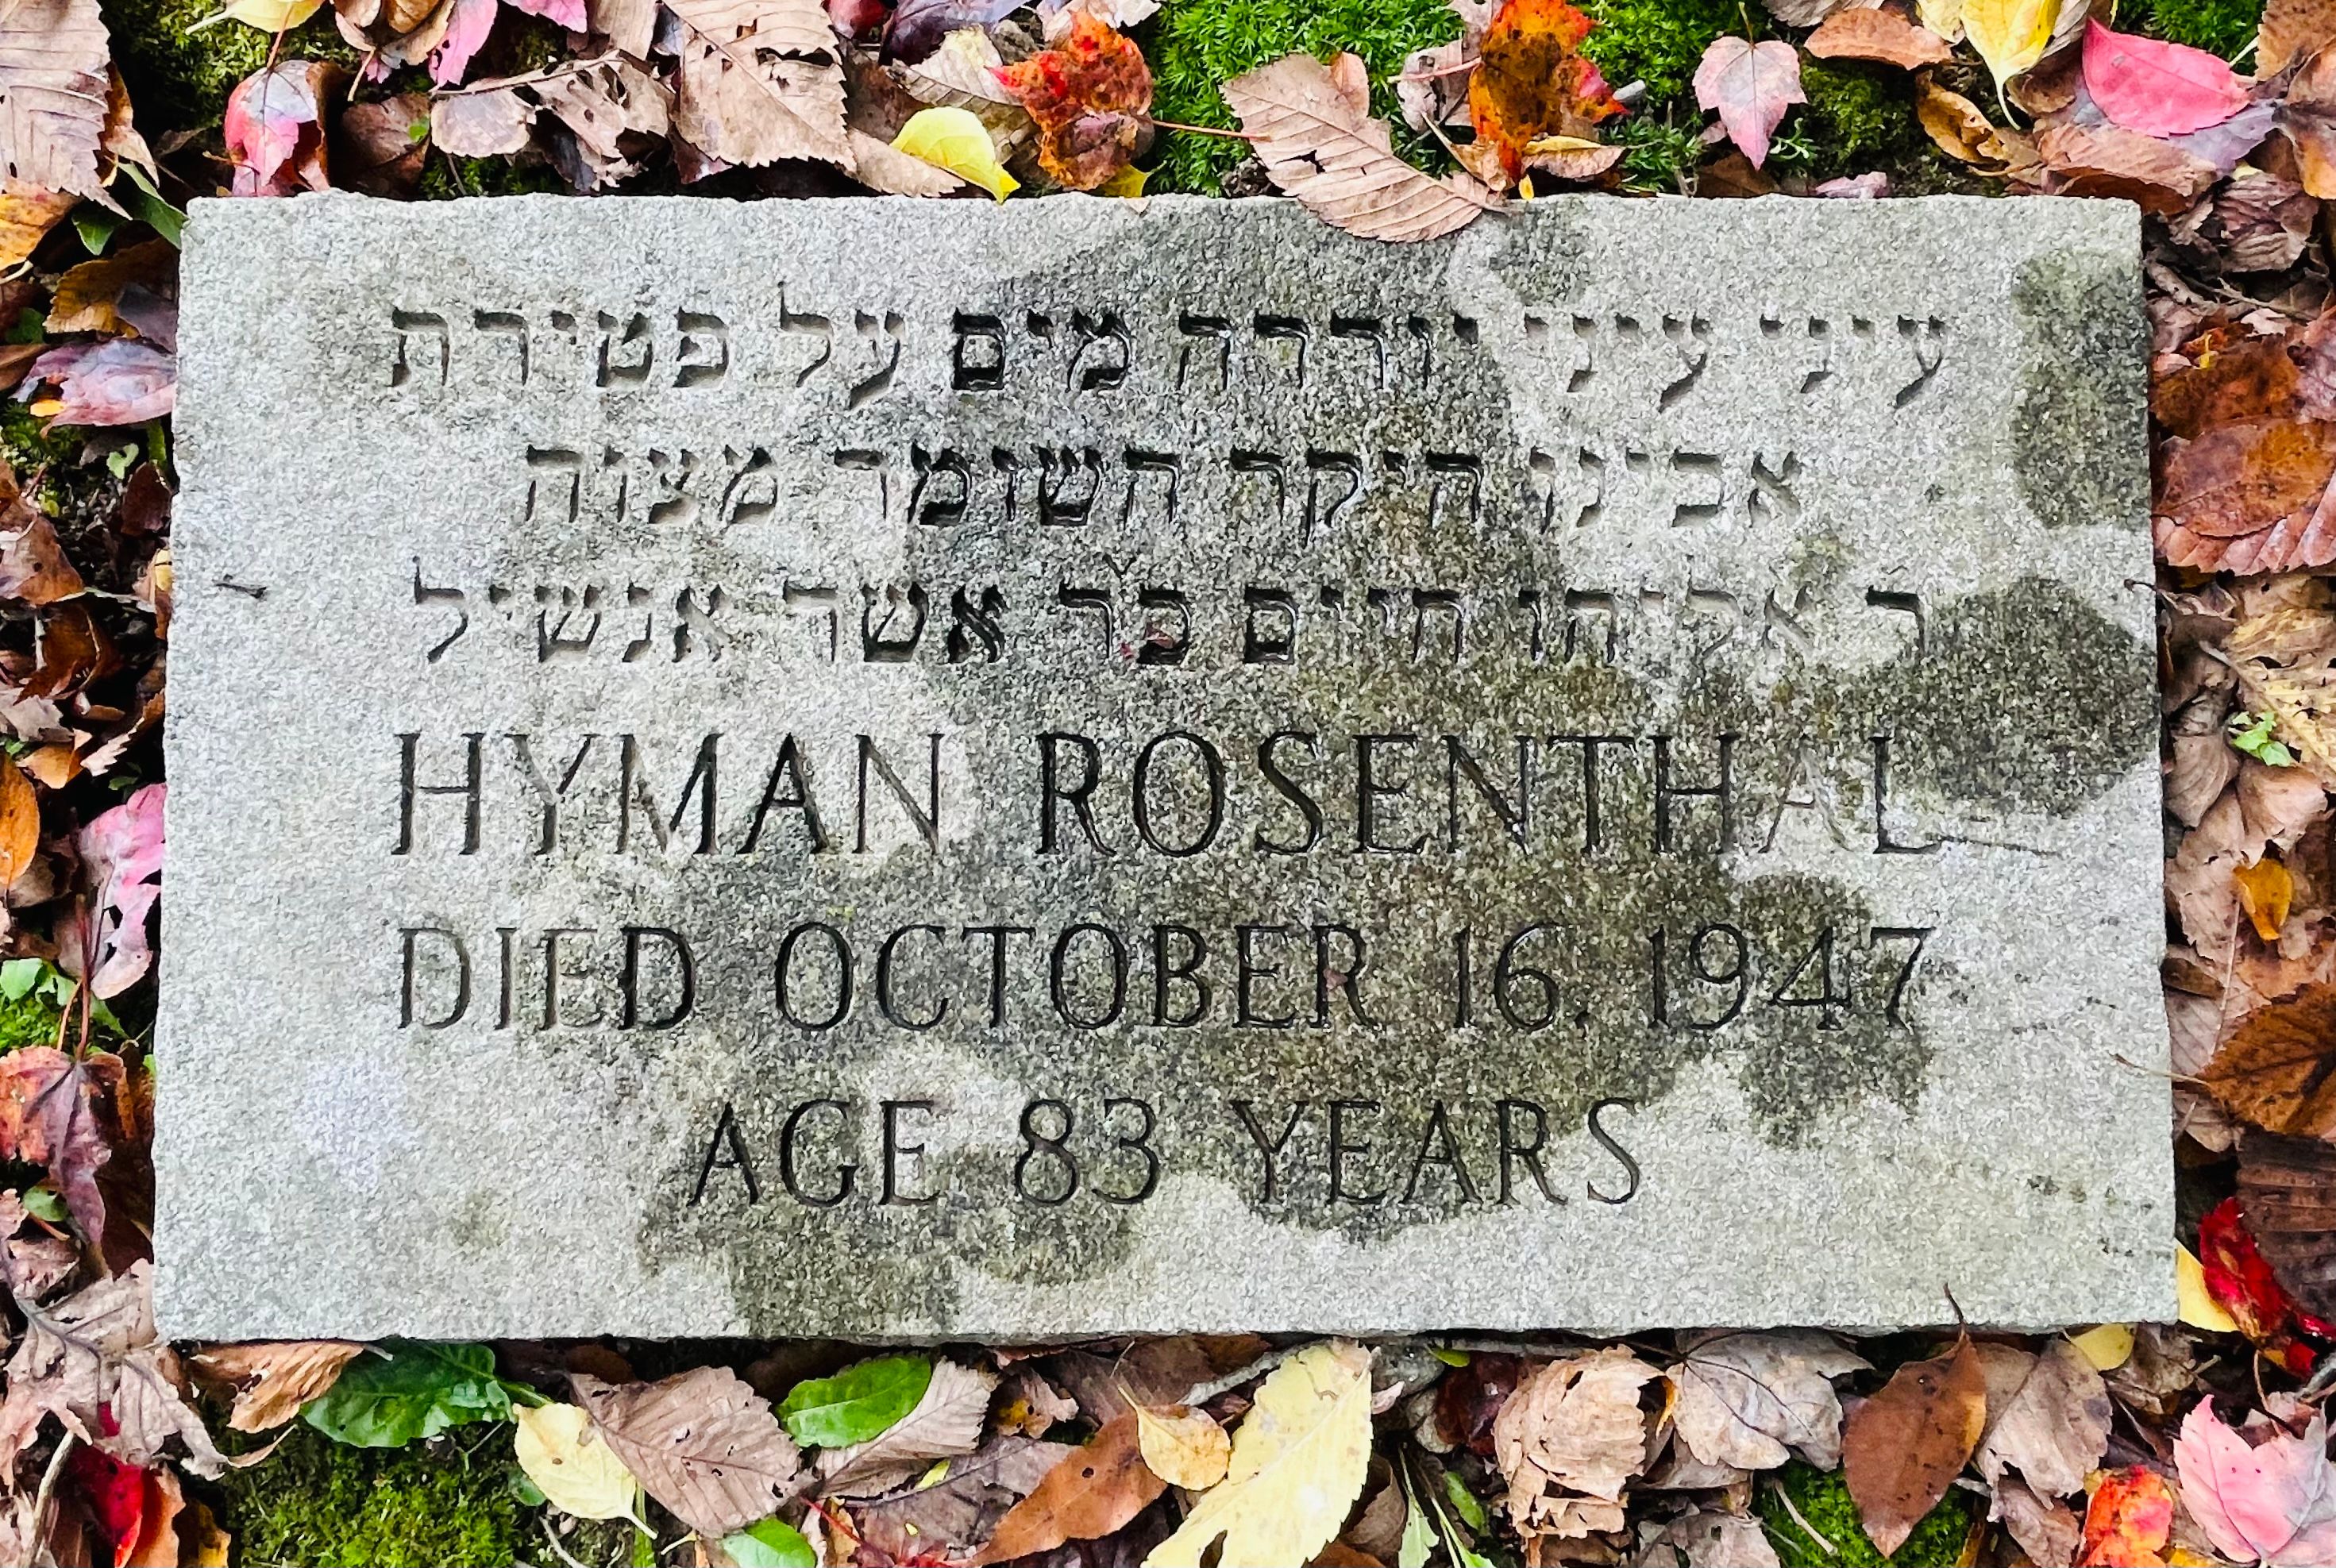 עיני עיני יורדה מים על פטירת
אבינו היקר השומר מצוה
ר אליהו חיים ב׳ר אשר אנשיל
HYMAN ROSENTHAL
DIED OCTOBER 16, 1947
AGE 83 YEARS